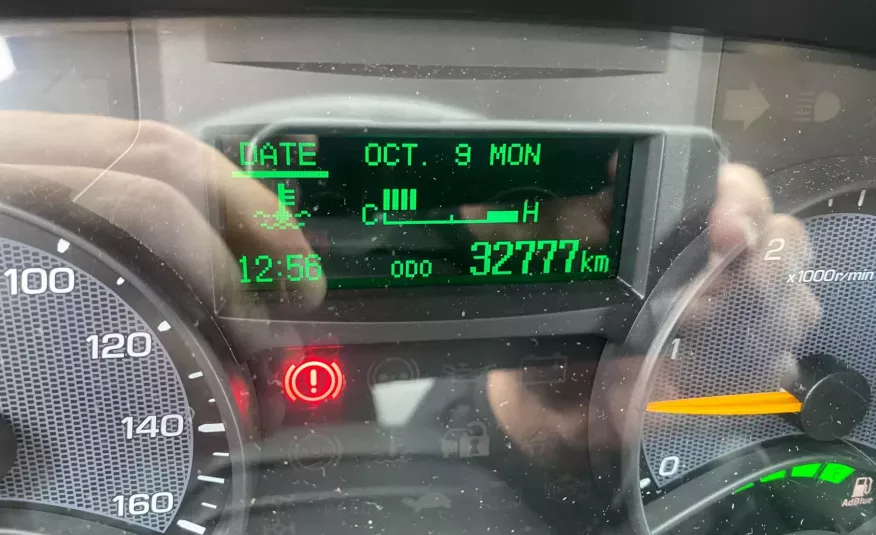 DATE OCT. 9 MON
C H
12:56 ODO 32777km
100
120
140
160
2
x1000r/min
1
0
AdBlue